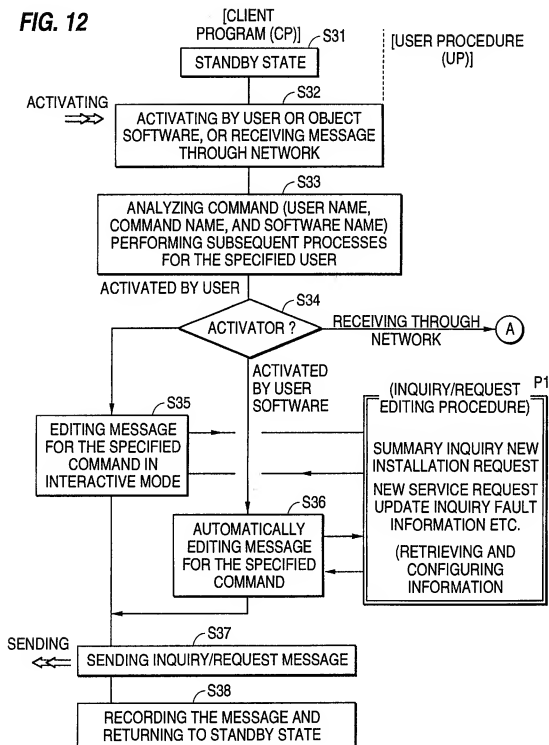 FIG. 12
[CLIENT
PROGRAM (CP)]
[USER PROCEDURE
(UP)]
S31
STANDBY STATE
S32
ACTIVATING
ACTIVATING BY USER OR OBJECT
SOFTWARE, OR RECEIVING MESSAGE
THROUGH NETWORK
S33
ANALYZING COMMAND (USER NAME,
COMMAND NAME, AND SOFTWARE NAME)
PERFORMING SUBSEQUENT PROCESSES
FOR THE SPECIFIED USER
ACTIVATED BY USER
S34
ACTIVATOR ?
RECEIVING THROUGH
NETWORK
A
ACTIVATED
BY USER
SOFTWARE
S35
EDITING MESSAGE
FOR THE SPECIFIED
COMMAND IN
INTERACTIVE MODE
P1
(INQUIRY/REQUEST
EDITING PROCEDURE)
SUMMARY INQUIRY NEW
INSTALLATION REQUEST
NEW SERVICE REQUEST
UPDATE INQUIRY FAULT
INFORMATION ETC.
(RETRIEVING AND
CONFIGURING
INFORMATION
S36
AUTOMATICALLY
EDITING MESSAGE
FOR THE SPECIFIED
COMMAND
SENDING
S37
SENDING INQUIRY/REQUEST MESSAGE
S38
RECORDING THE MESSAGE AND
RETURNING TO STANDBY STATE